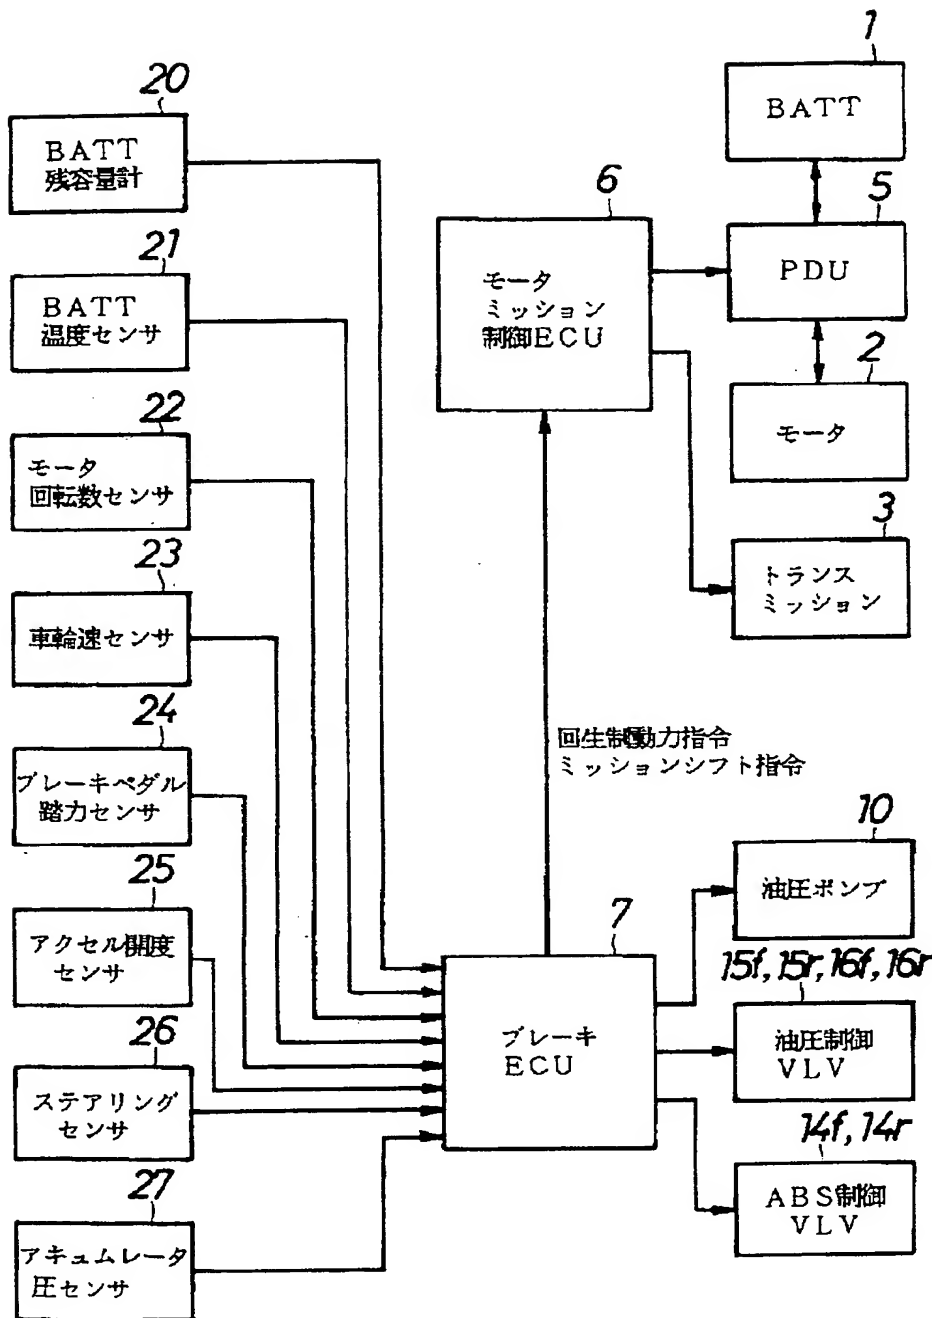 20
BATT
残容量計
21
BATT
温度センサ
22
モータ
回転数センサ
23
車輪速センサ
24
ブレーキペダル
踏力センサ
25
アクセル開度
センサ
26
ステアリング
センサ
27
アキュムレータ
圧センサ
6
モータ
ミッション
制御ECU
回生制動力指令
ミッションシフト指令
7
ブレーキ
ECU
1
BATT
5
PDU
2
モータ
3
トランス
ミッション
10
油圧ポンプ
15f, 15r, 16f, 16r
油圧制御
VLV
14f, 14r
ABS制御
VLV